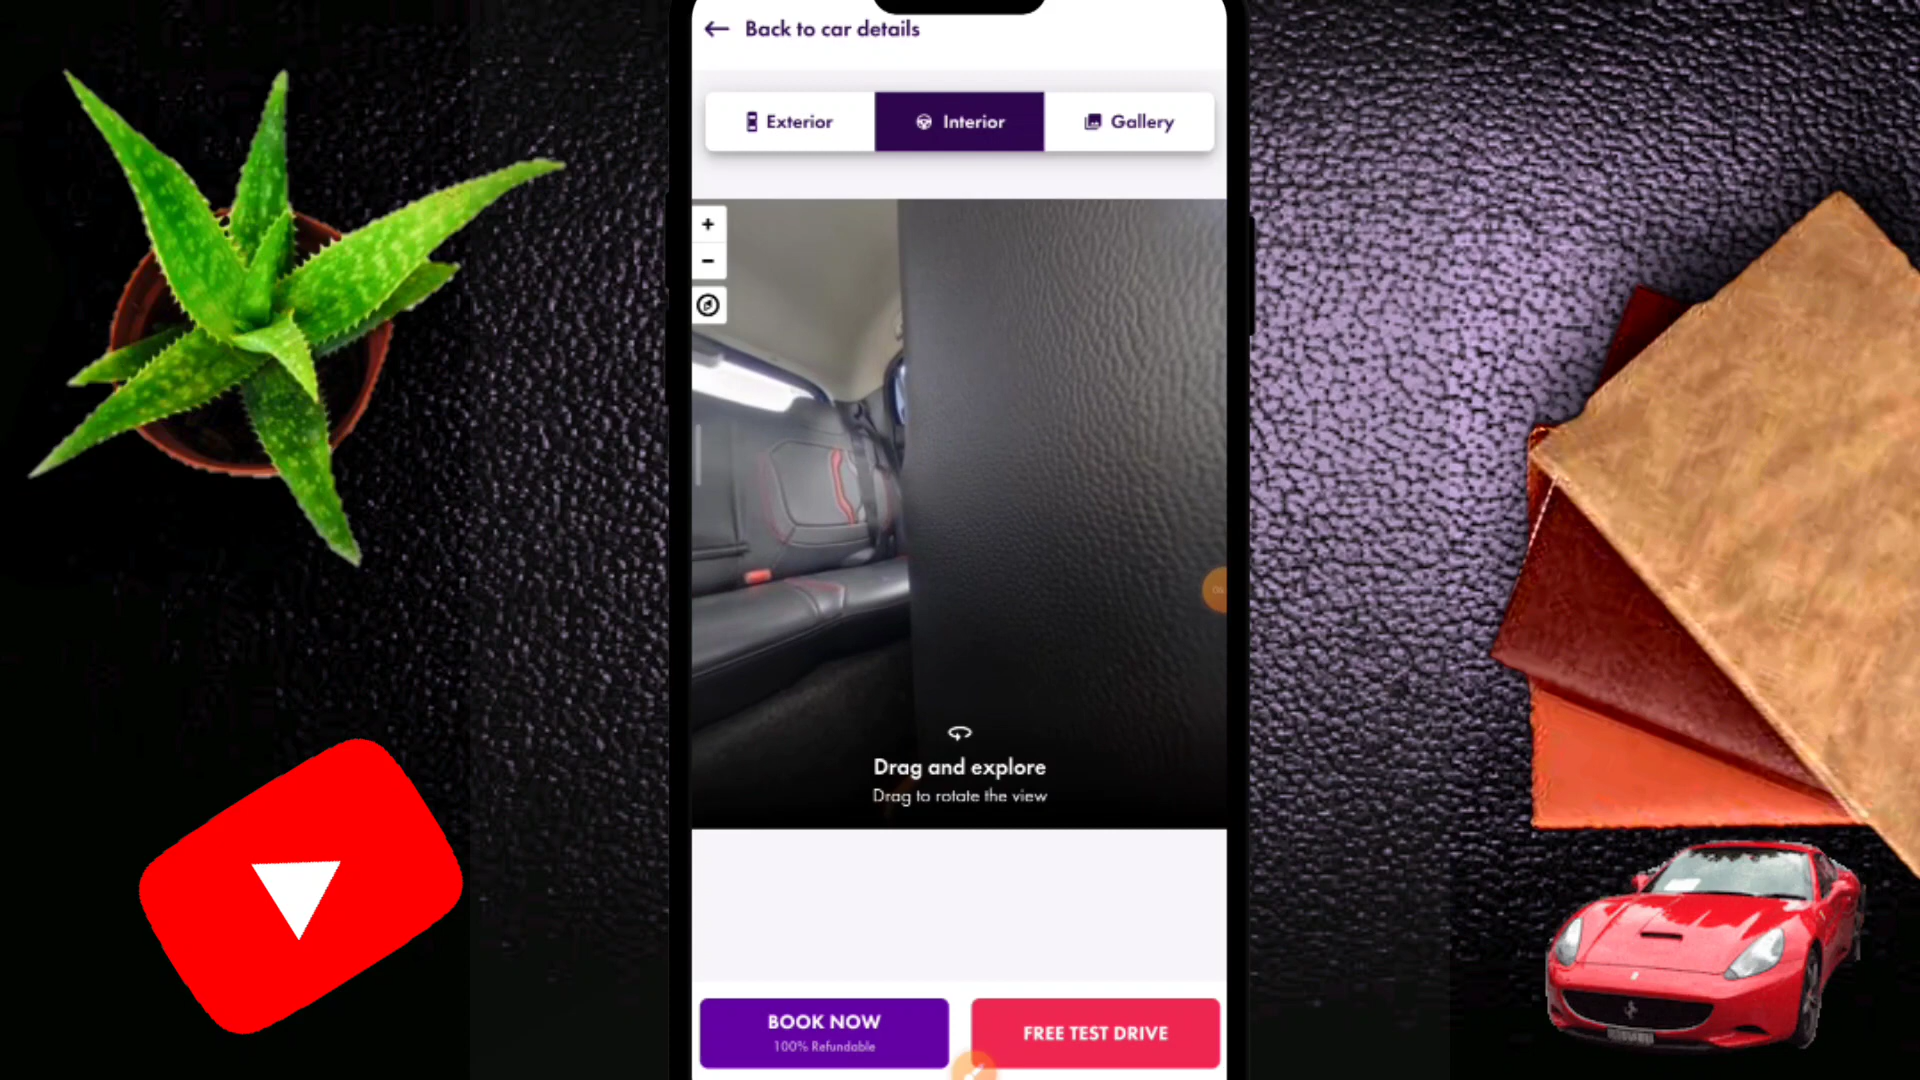 Back to car details
Exterior
Interior
Gallery
+
−
Drag and explore
Drag to rotate the view
BOOK NOW
100% Refundable
FREE TEST DRIVE